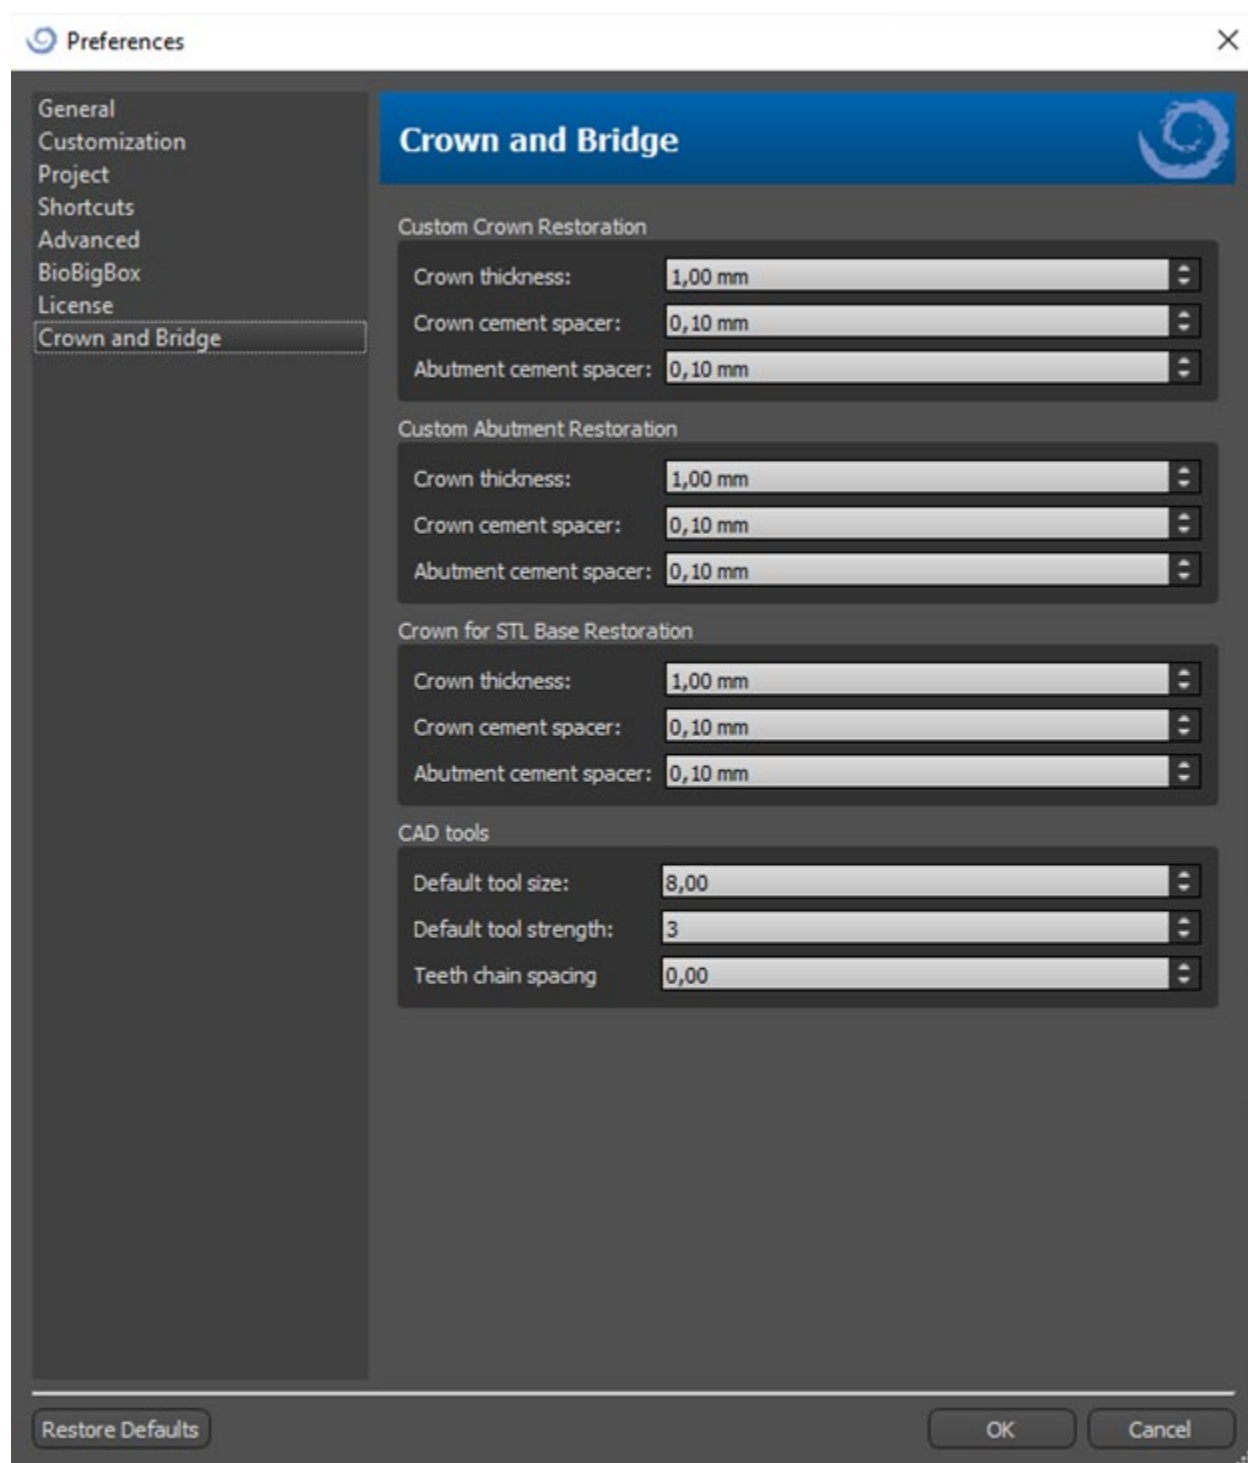 Preferences
General
Customization
Project
Shortcuts
Advanced
BioBigBox
License
Crown and Bridge
Crown and Bridge
Custom Crown Restoration
Crown thickness: 1,00 mm
Crown cement spacer: 0,10 mm
Abutment cement spacer: 0,10 mm
Custom Abutment Restoration
Crown thickness: 1,00 mm
Crown cement spacer: 0,10 mm
Abutment cement spacer: 0,10 mm
Crown for STL Base Restoration
Crown thickness: 1,00 mm
Crown cement spacer: 0,10 mm
Abutment cement spacer: 0,10 mm
CAD tools
Default tool size: 8,00
Default tool strength: 3
Teeth chain spacing 0,00
Restore Defaults OK Cancel